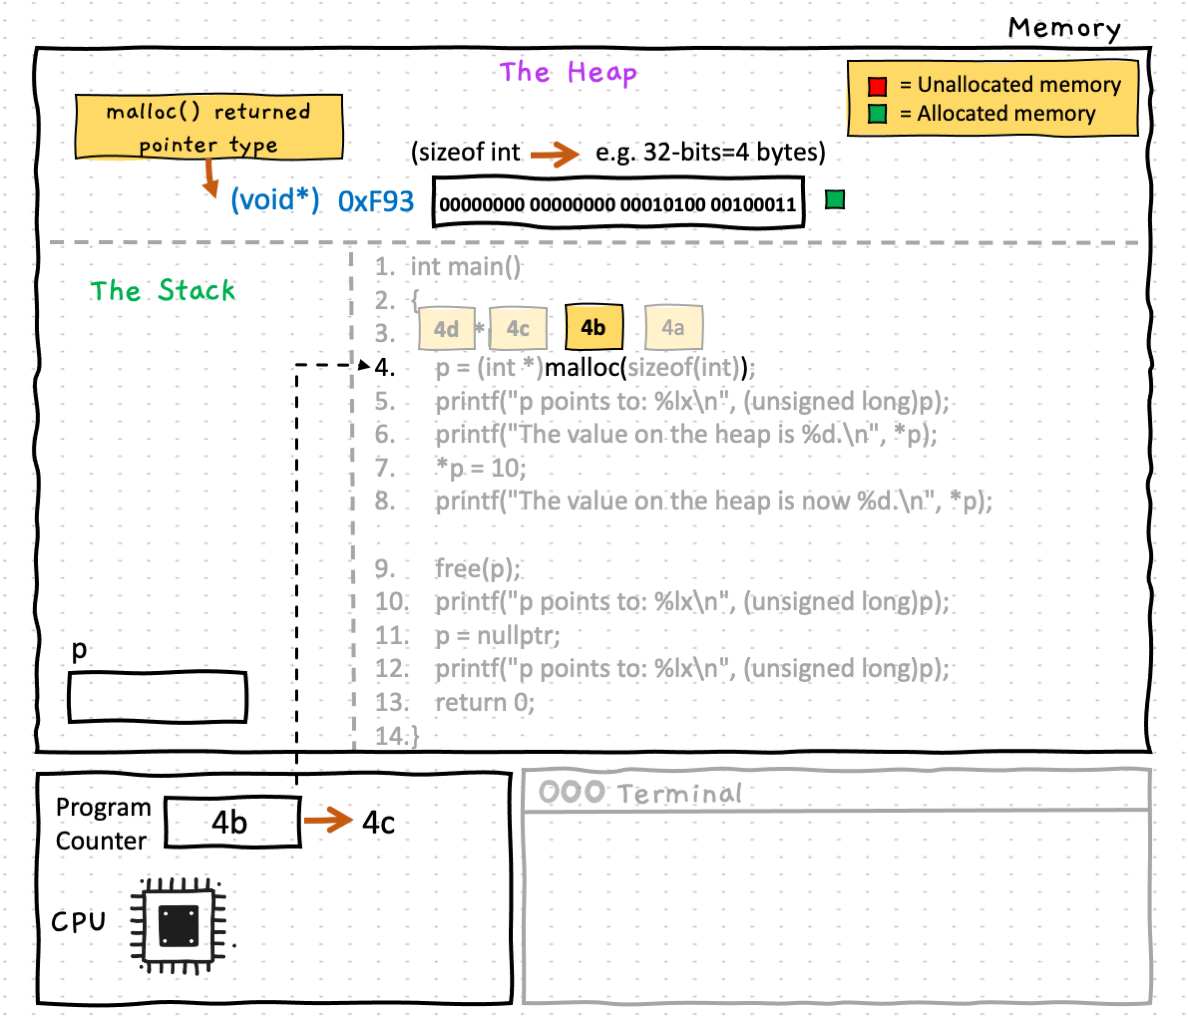 Memory
The Heap
= Unallocated memory
= Allocated memory
malloc() returned
pointer type
(sizeof int e.g. 32-bits=4 bytes)
(void*) 0xF93 00000000 00000000 00010100 00100011
The Stack
1. int main()
2. {
3. 4d * 4c 4b 4a
4. p = (int *)malloc(sizeof(int));
5. printf("p points to: %lx\n", (unsigned long)p);
6. printf("The value on the heap is %d.\n", *p);
7. *p = 10;
8. printf("The value on the heap is now %d.\n", *p);
9. free(p);
10. printf("p points to: %lx\n", (unsigned long)p);
11. p = nullptr;
12. printf("p points to: %lx\n", (unsigned long)p);
13. return 0;
14.}
p
Program
Counter
4b 4c
CPU
Terminal